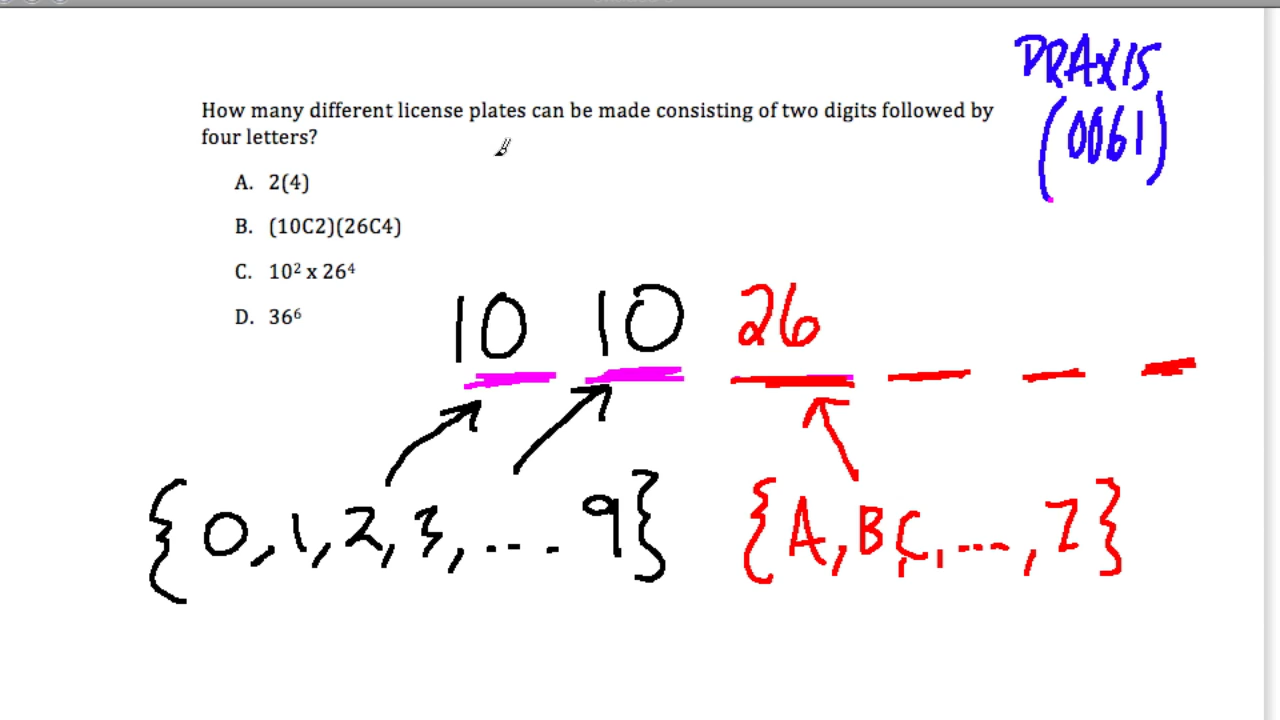 PRAXIS
(0061)
How many different license plates can be made consisting of two digits followed by
four letters?
A. 2(4)
B. (10C2)(26C4)
C. 10² x 26⁴
D. 36⁶
10 10 26
{0,1,2,3,... 9} {A,B,C,...,Z}